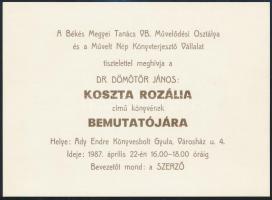 A Békés Megyei Tanács VB. Művelődési Osztálya
és a Művelt Nép Könyvterjesztő Vállalat
tisztelettel meghívja a
DR. DÖMÖTÖR JÁNOS:
KOSZTA ROZÁLIA
című könyvének
BEMUTATÓJÁRA
Helye: Ady Endre Könyvesbolt Gyula, Városház u. 4.
Ideje: 1987. április 22-én 16.00-18.00 óráig
Bevezetőt mond: a SZERZŐ